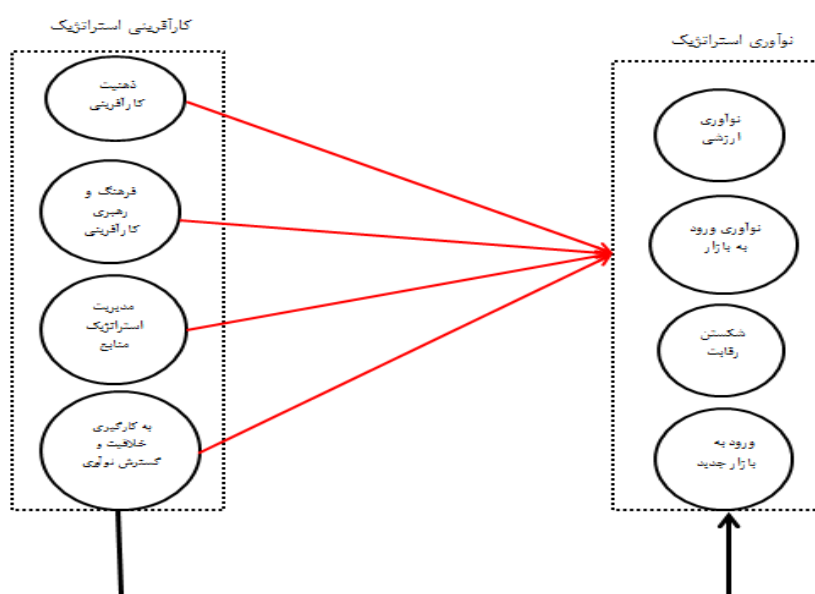 کارآفرینی استراتژیک
ذهنیت
کارآفرینی
فرهنگ و
رهبری
کارآفرینی
مدیریت
استراتژیک
منابع
به کارگیری
خلاقیت و
گسترش نوآوری
نوآوری استراتژیک
نوآوری
ارزشی
نوآوری ورود
به بازار
شکستن
رقابت
ورود به
بازار جدید